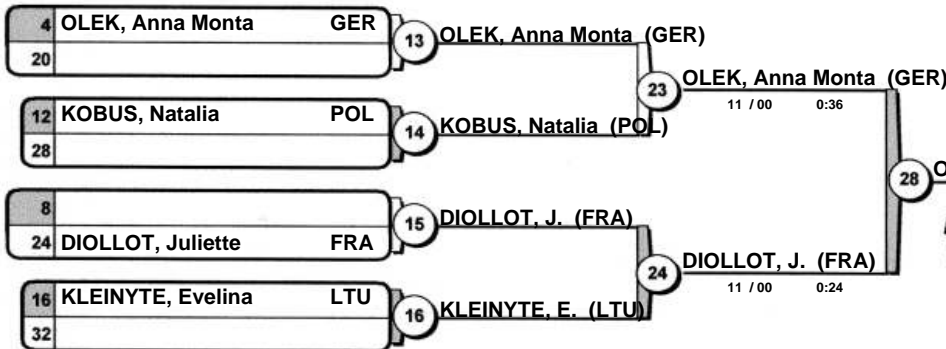 4 OLEK, Anna Monta GER
20
13 OLEK, Anna Monta (GER)
12 KOBUS, Natalia POL
28
14 KOBUS, Natalia (POL)
23 OLEK, Anna Monta (GER)
11 / 00 0:36
8
24 DIOLLOT, Juliette FRA
15 DIOLLOT, J. (FRA)
16 KLEINYTE, Evelina LTU
32
16 KLEINYTE, E. (LTU)
24 DIOLLOT, J. (FRA)
11 / 00 0:24
28